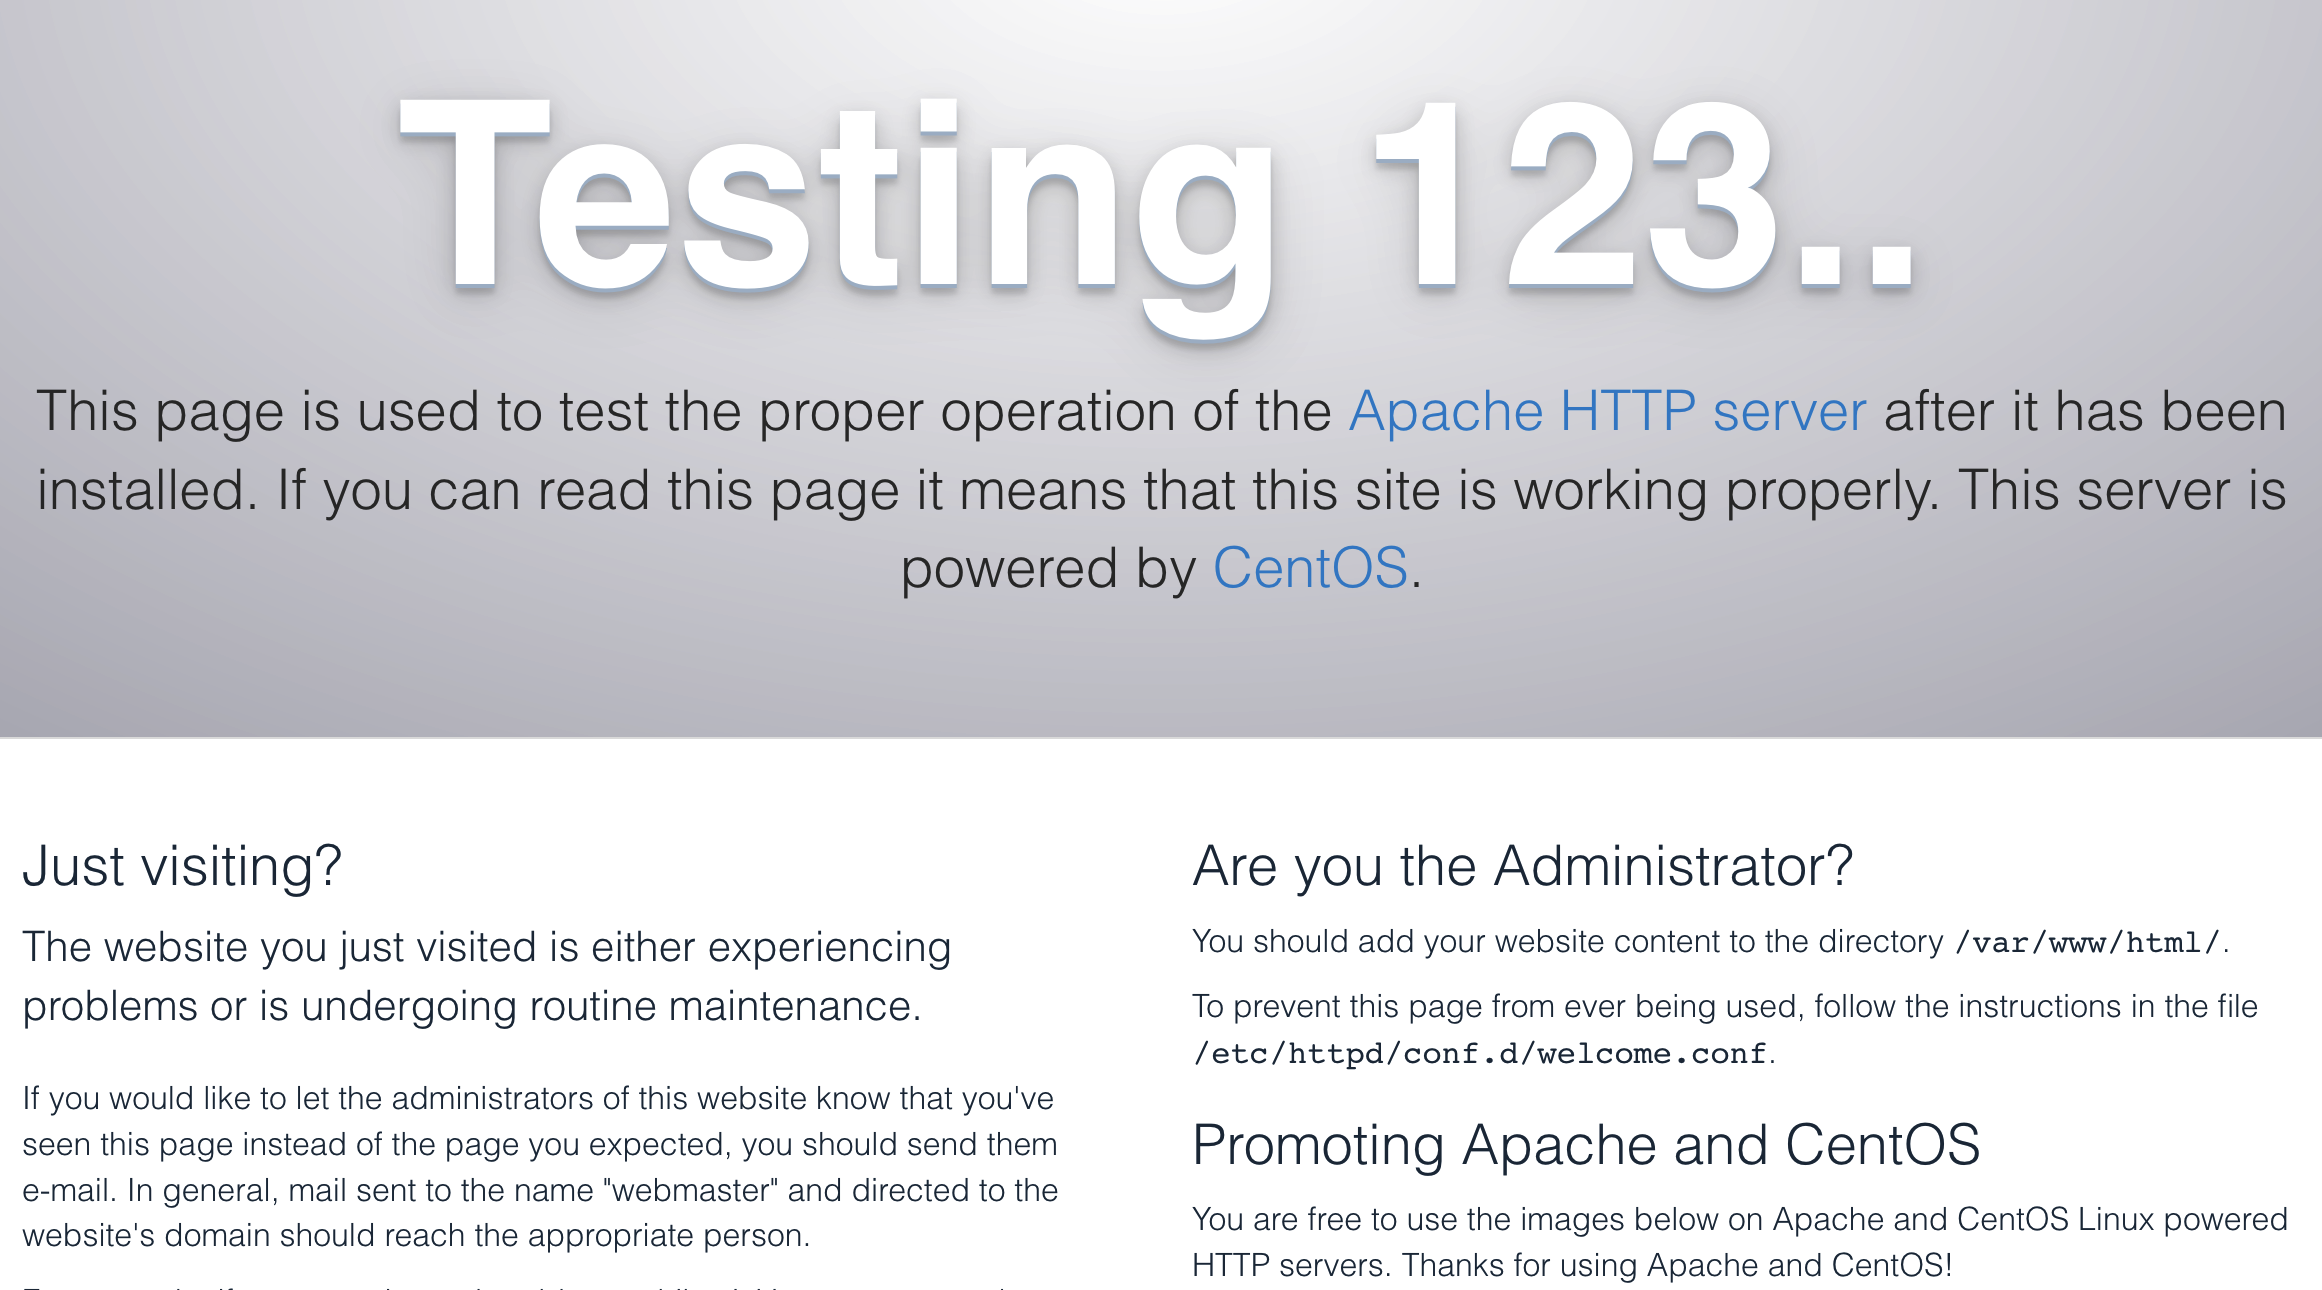 Testing 123..
This page is used to test the proper operation of the Apache HTTP server after it has been
installed. If you can read this page it means that this site is working properly. This server is
powered by CentOS.
Just visiting?
The website you just visited is either experiencing
problems or is undergoing routine maintenance.
If you would like to let the administrators of this website know that you've
seen this page instead of the page you expected, you should send them
e-mail. In general, mail sent to the name "webmaster" and directed to the
website's domain should reach the appropriate person.
Are you the Administrator?
You should add your website content to the directory /var/www/html/.
To prevent this page from ever being used, follow the instructions in the file
/etc/httpd/conf.d/welcome.conf.
Promoting Apache and CentOS
You are free to use the images below on Apache and CentOS Linux powered
HTTP servers. Thanks for using Apache and CentOS!